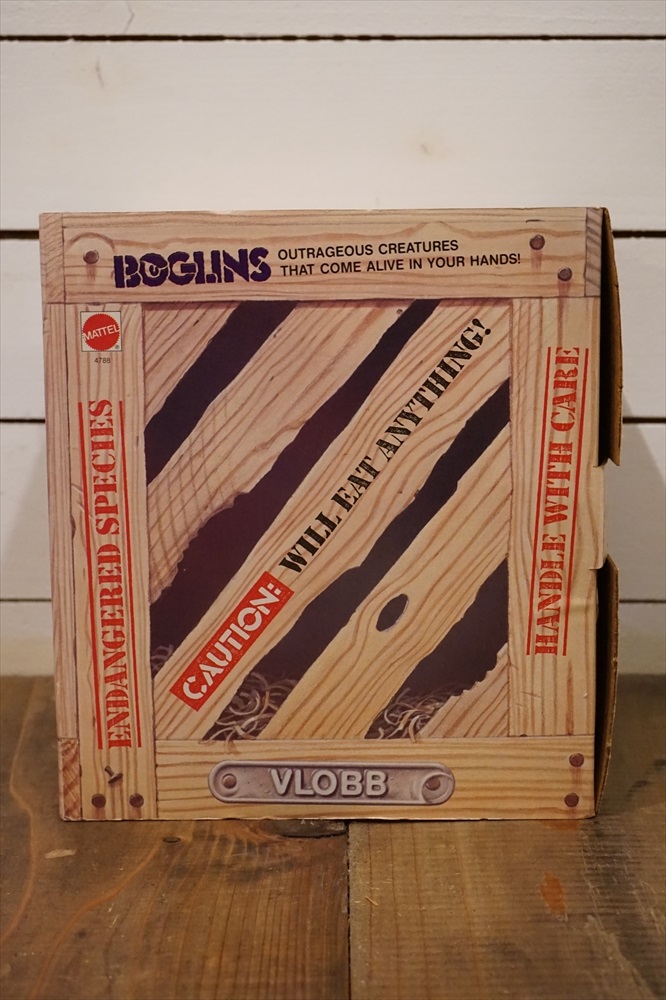 BOGLINS
OUTRAGEOUS CREATURES
THAT COME ALIVE IN YOUR HANDS!
MATTEL
4788
ENDANGERED SPECIES
CAUTION: WILL EAT ANYTHING!
HANDLE WITH CARE
VLOBB